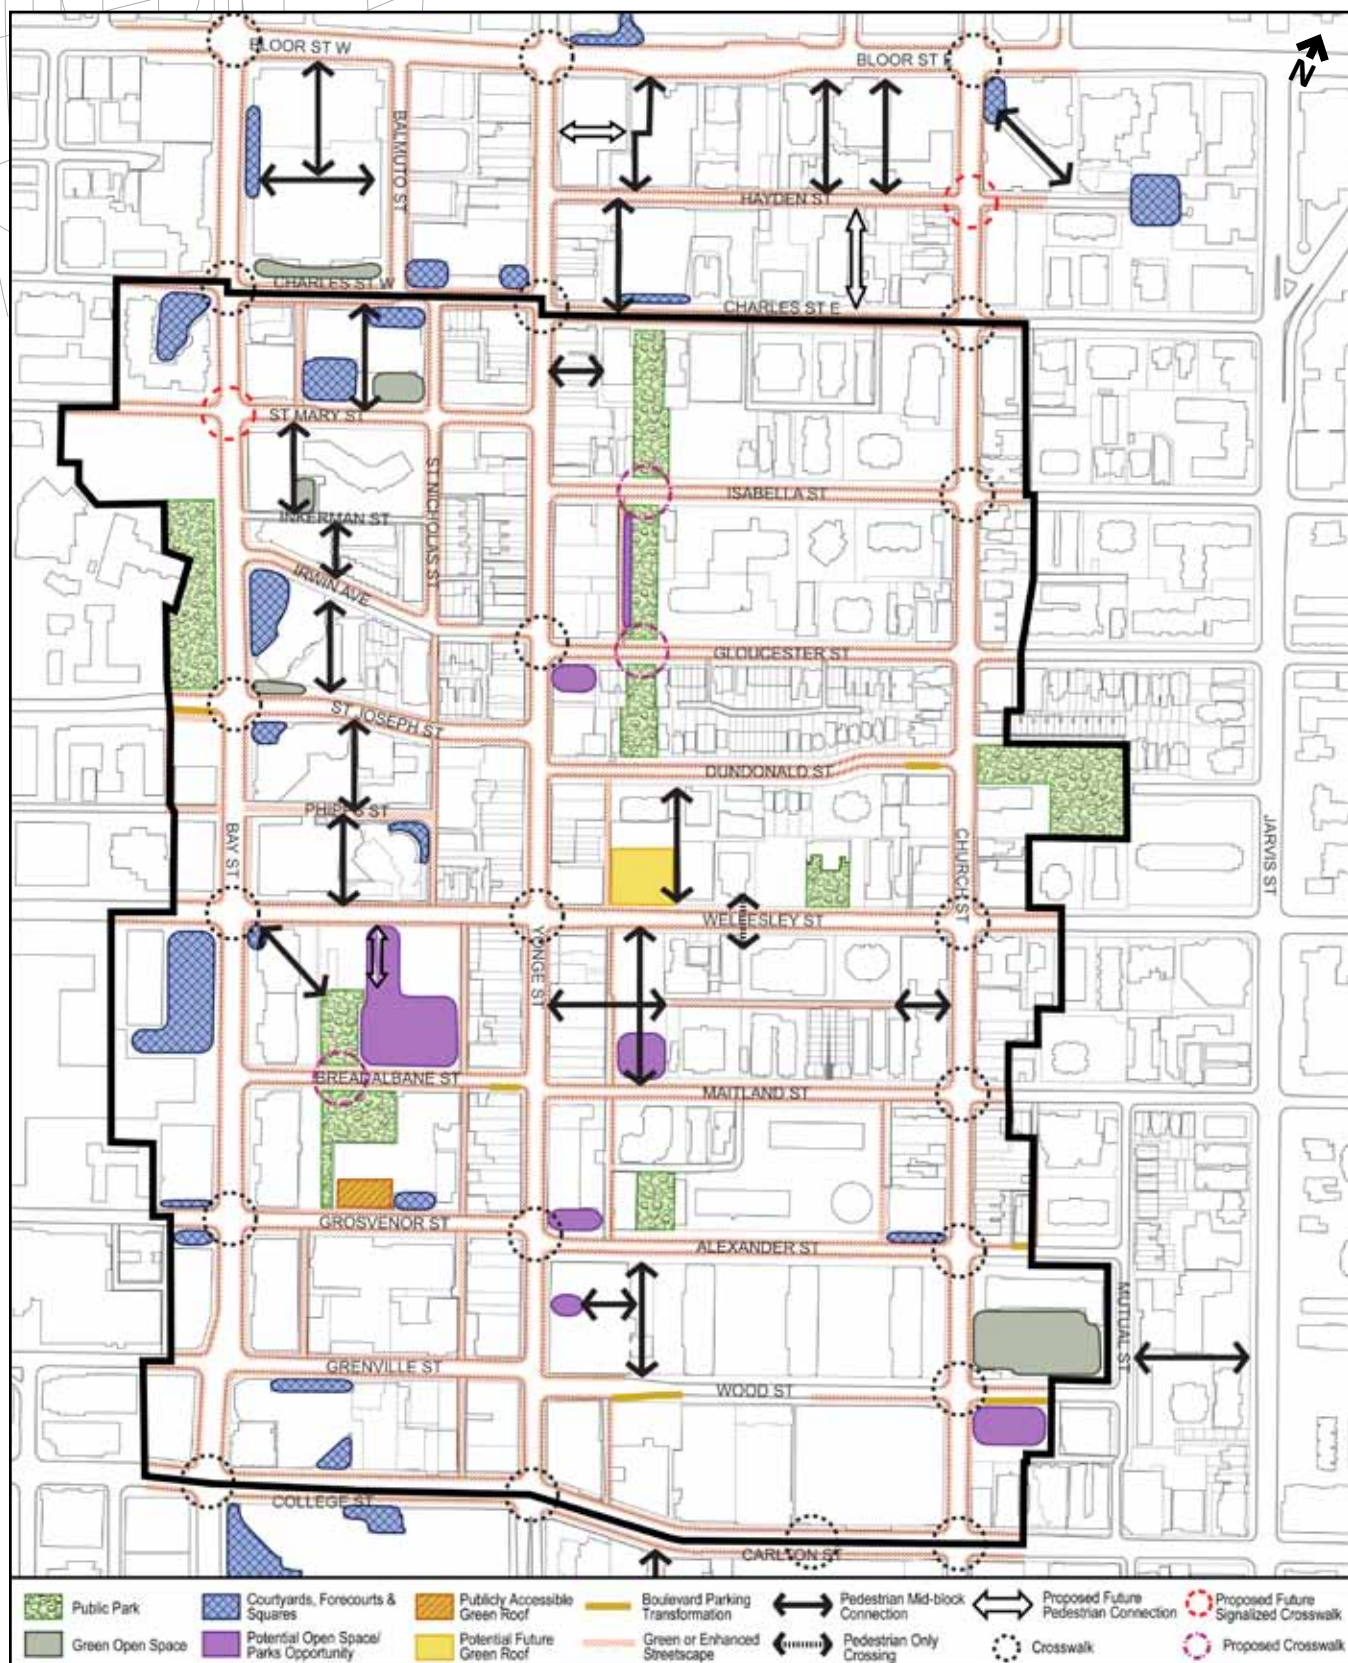 BLOOR ST W
BLOOR ST E
N
BALMUTO ST
HAYDEN ST
CHARLES ST W
CHARLES ST E
ST MARY ST
ST NICHOLAS ST
ISABELLA ST
INKERMAN ST
IRWIN AVE
GLOUCESTER ST
ST JOSEPH ST
DUNDONALD ST
PHIPPS ST
BAY ST
CHURCH ST
JARVIS ST
WELLESLEY ST
YONGE ST
BREADALBANE ST
MAITLAND ST
GROSVENOR ST
ALEXANDER ST
MUTUAL ST
GRENVILLE ST
WOOD ST
COLLEGE ST
CARLTON ST
Public Park
Courtyards, Forecourts &
Squares
Publicly Accessible
Green Roof
Boulevard Parking
Transformation
Pedestrian Mid-block
Connection
Proposed Future
Pedestrian Connection
Proposed Future
Signalized Crosswalk
Green Open Space
Potential Open Space/
Parks Opportunity
Potential Future
Green Roof
Green or Enhanced
Streetscape
Pedestrian Only
Crossing
Crosswalk
Proposed Crosswalk